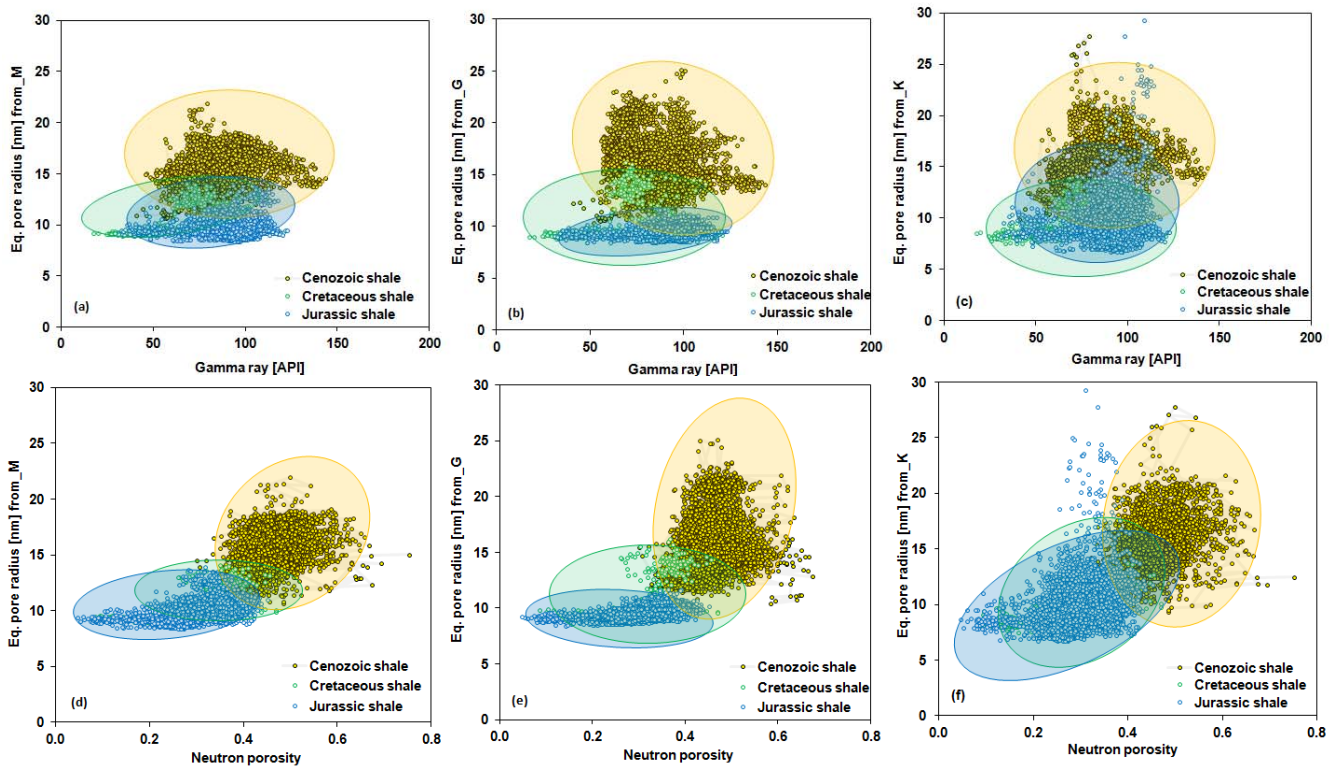 30
25
20
15
10
5
0
Eq. pore radius [nm] from_M
Cenozoic shale
Cretaceous shale
Jurassic shale
(a)
0
50
100
150
200
Gamma ray [API]
30
25
20
15
10
5
0
Eq. pore radius [nm] from_G
Cenozoic shale
Cretaceous shale
Jurassic shale
(b)
0
50
100
150
200
Gamma ray [API]
30
25
20
15
10
5
0
Eq. pore radius [nm] from_K
Cenozoic shale
Cretaceous shale
Jurassic shale
(c)
0
50
100
150
200
Gamma ray [API]
30
25
20
15
10
5
0
Eq. pore radius [nm] from_M
Cenozoic shale
Cretaceous shale
Jurassic shale
(d)
0
0.2
0.4
0.6
0.8
Neutron porosity
30
25
20
15
10
5
0
Eq. pore radius [nm] from_G
Cenozoic shale
Cretaceous shale
Jurassic shale
(e)
0
0.2
0.4
0.6
0.8
Neutron porosity
30
25
20
15
10
5
0
Eq. pore radius [nm] from_K
Cenozoic shale
Cretaceous shale
Jurassic shale
(f)
0
0.2
0.4
0.6
0.8
Neutron porosity